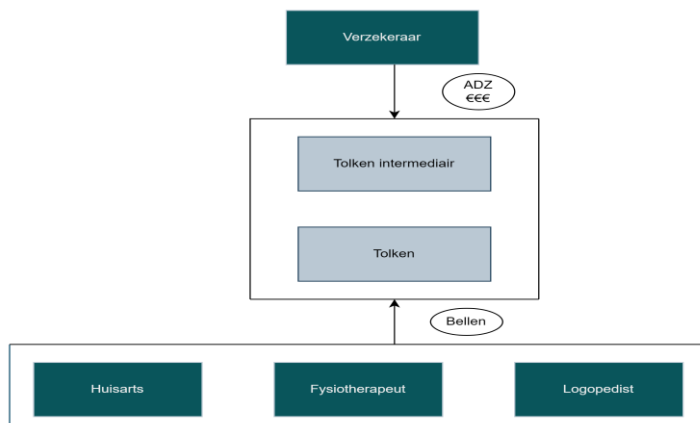 Verzekeraar
ADZ
€€€
Tolken intermediair
Tolken
Bellen
Huisarts
Fysiotherapeut
Logopedist